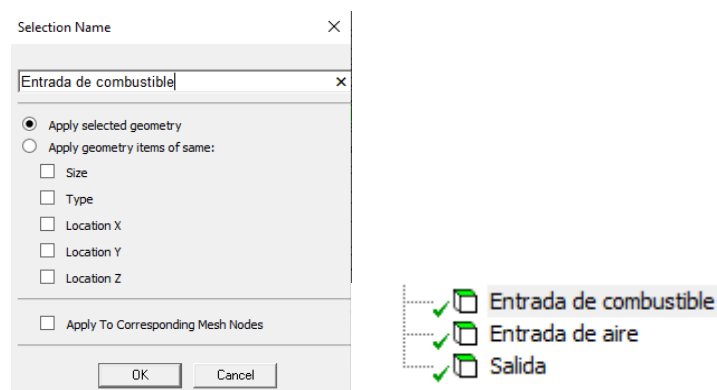 Selection Name
Entrada de combustible
Apply selected geometry
Apply geometry items of same:
Size
Type
Location X
Location Y
Location Z
Apply To Corresponding Mesh Nodes
OK Cancel
Entrada de combustible
Entrada de aire
Salida